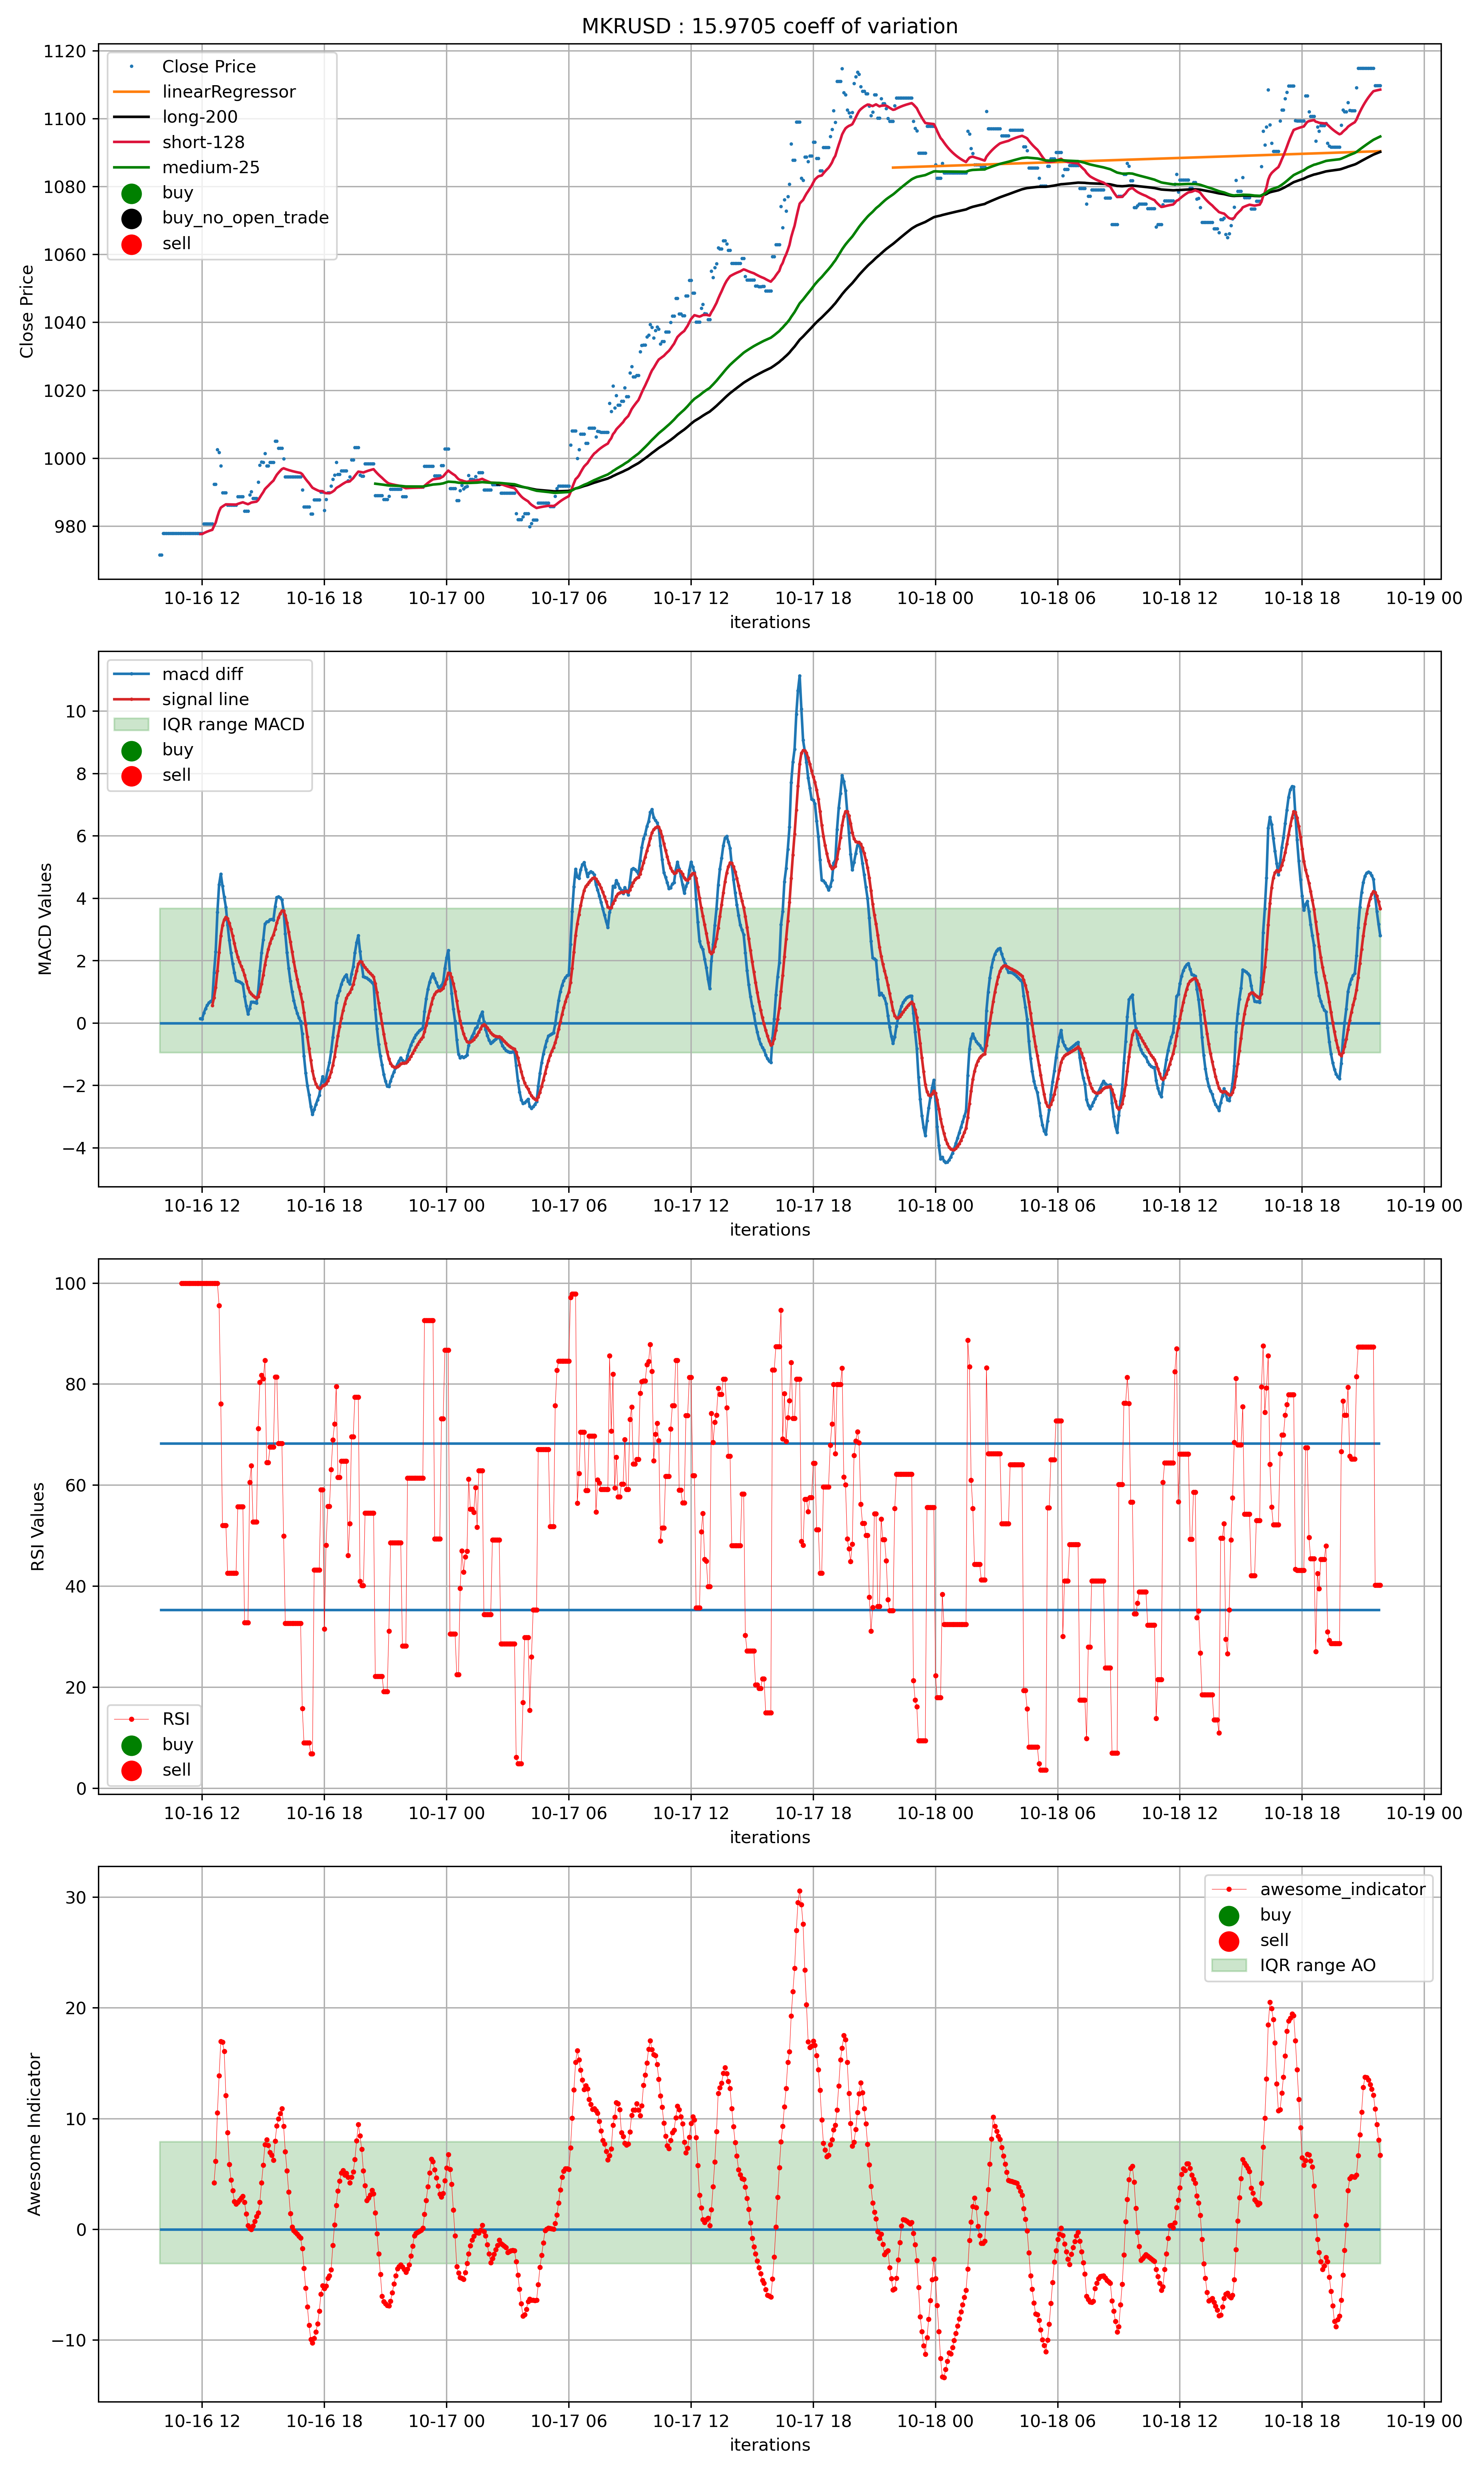 MKRUSD : 15.9705 coeff of variation
Close Price
linearRegressor
long-200
short-128
medium-25
buy
buy_no_open_trade
sell
Close Price
1120
1100
1080
1060
1040
1020
1000
980
10-16 12 10-16 18 10-17 00 10-17 06 10-17 12 10-17 18 10-18 00 10-18 06 10-18 12 10-18 18 10-19 00
iterations
macd diff
signal line
IQR range MACD
buy
sell
MACD Values
10
8
6
4
2
0
−2
−4
10-16 12 10-16 18 10-17 00 10-17 06 10-17 12 10-17 18 10-18 00 10-18 06 10-18 12 10-18 18 10-19 00
iterations
RSI Values
100
80
60
40
20
0
RSI
buy
sell
10-16 12 10-16 18 10-17 00 10-17 06 10-17 12 10-17 18 10-18 00 10-18 06 10-18 12 10-18 18 10-19 00
iterations
awesome_indicator
buy
sell
IQR range AO
Awesome Indicator
30
20
10
0
−10
10-16 12 10-16 18 10-17 00 10-17 06 10-17 12 10-17 18 10-18 00 10-18 06 10-18 12 10-18 18 10-19 00
iterations